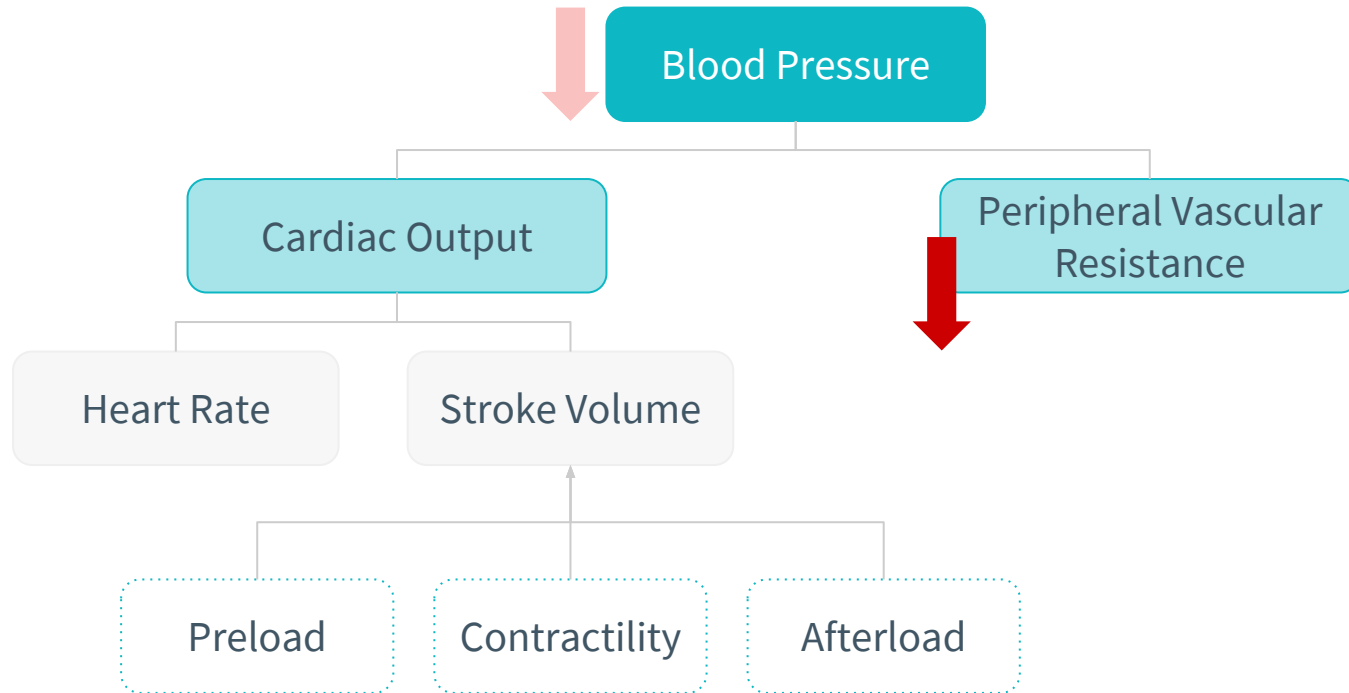 Blood Pressure
Cardiac Output
Peripheral Vascular
Resistance
Heart Rate
Stroke Volume
Preload
Contractility
Afterload